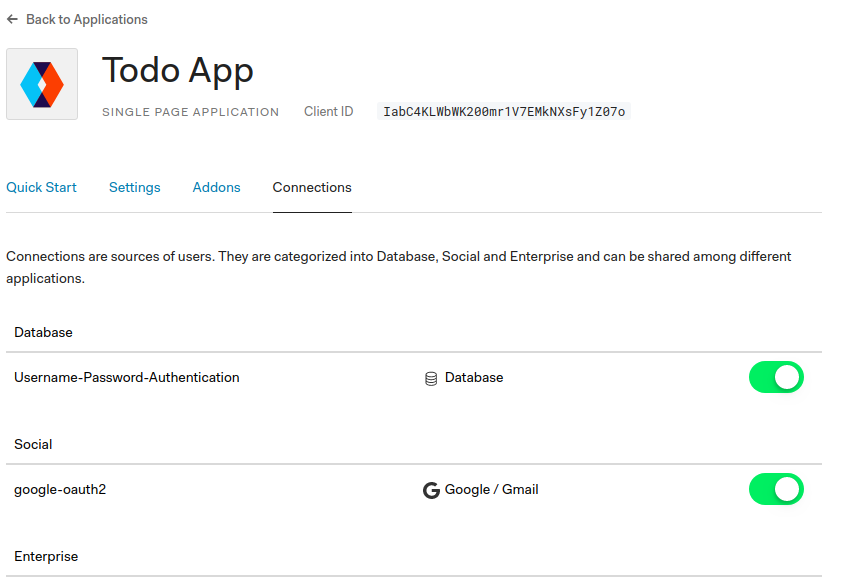 Back to Applications
Todo App
SINGLE PAGE APPLICATION Client ID IabC4KLWbWK200mr1V7EMkNXsFy1Z07o
Quick Start Settings Addons Connections
Connections are sources of users. They are categorized into Database, Social and Enterprise and can be shared among different
applications.
Database
Username-Password-Authentication Database
Social
google-oauth2 Google / Gmail
Enterprise